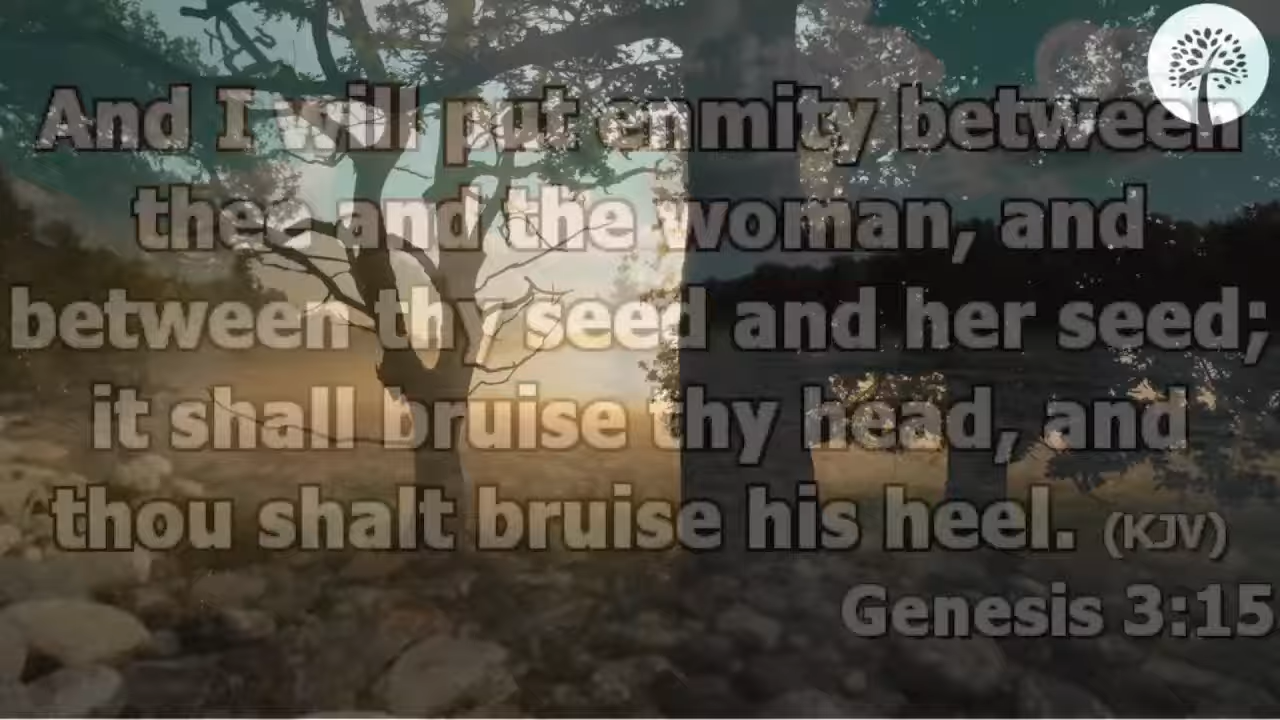 And I will put enmity between
thee and the woman, and
between thy seed and her seed;
it shall bruise thy head, and
thou shalt bruise his heel. (KJV)
Genesis 3:15